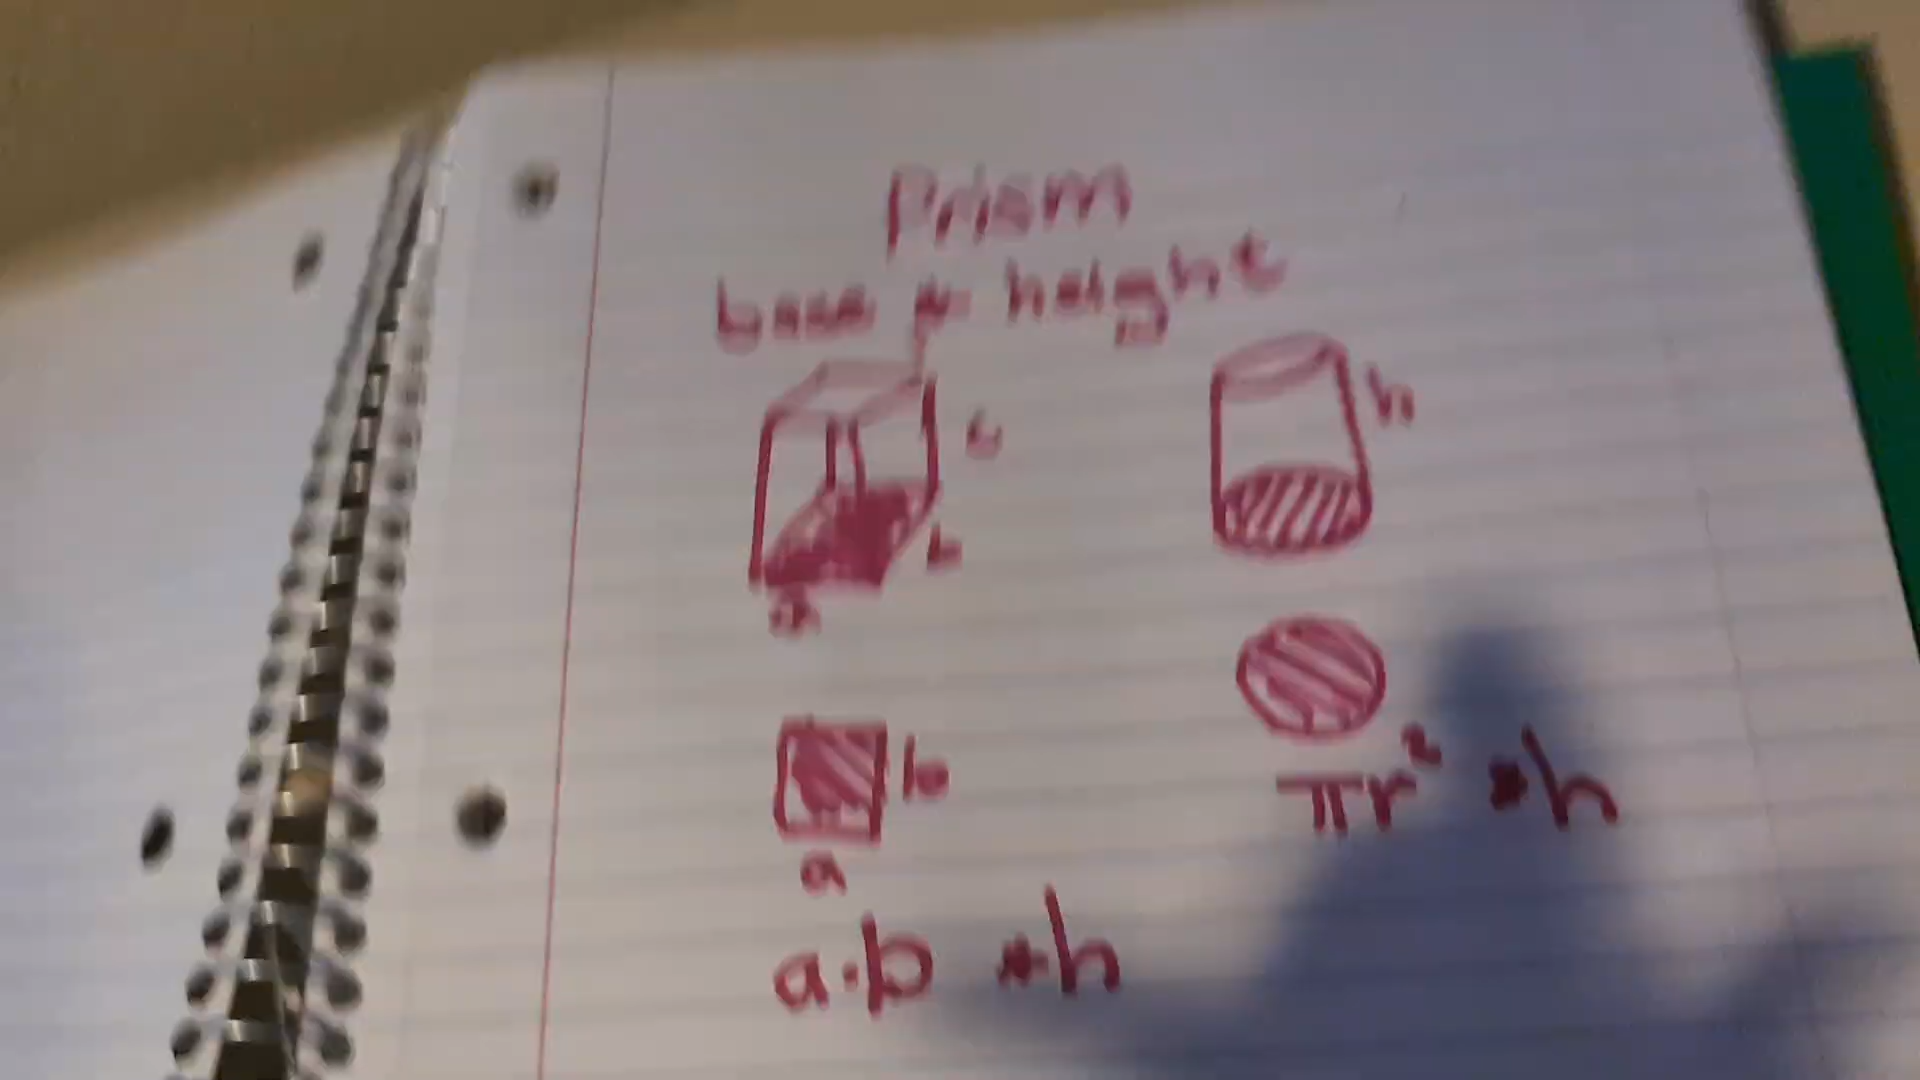 Prism
base * height
c
h
b
a
b
πr² *h
a
a·b *h